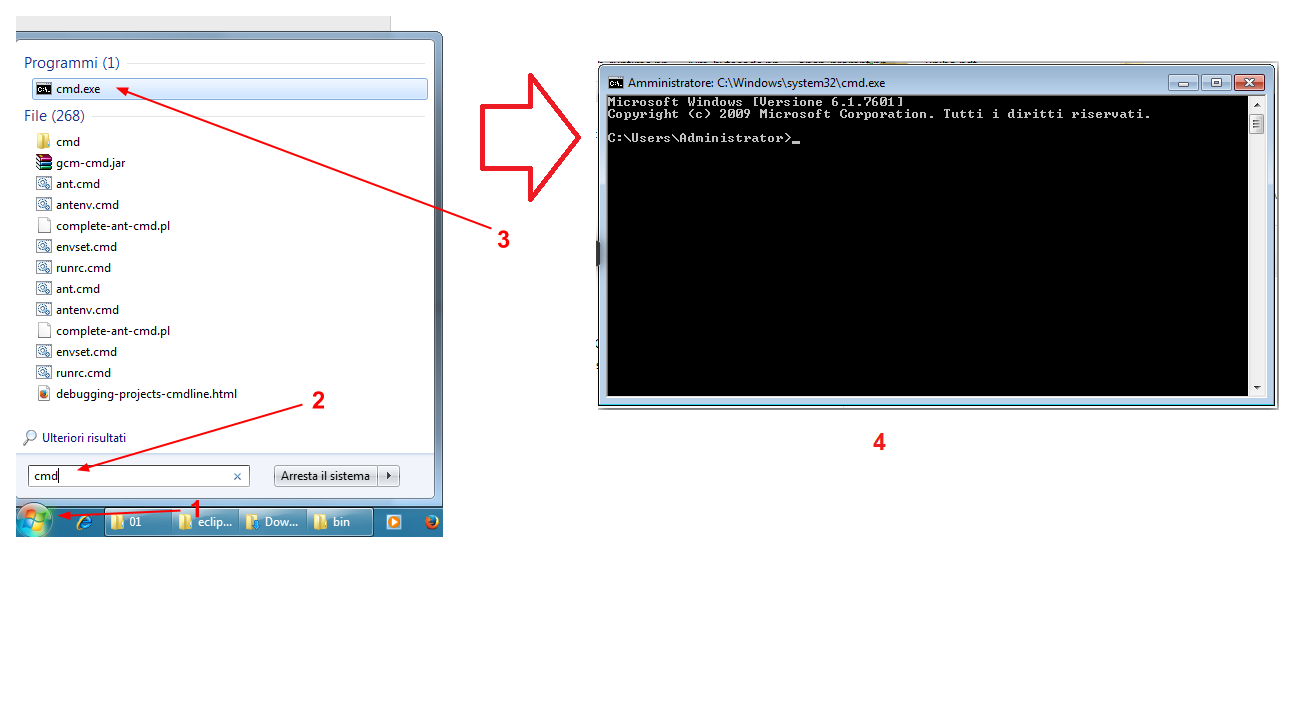 Programmi (1)
cmd.exe
File (268)
cmd
gcm-cmd.jar
ant.cmd
antenv.cmd
complete-ant-cmd.pl
envset.cmd
runrc.cmd
ant.cmd
antenv.cmd
complete-ant-cmd.pl
envset.cmd
runrc.cmd
debugging-projects-cmdline.html
Ulteriori risultati
cmd
Arresta il sistema
01
eclip...
Dow...
bin
1
2
3
Amministratore: C:\Windows\system32\cmd.exe
Microsoft Windows [Versione 6.1.7601]
Copyright (c) 2009 Microsoft Corporation. Tutti i diritti riservati.
C:\Users\Administrator>_
4